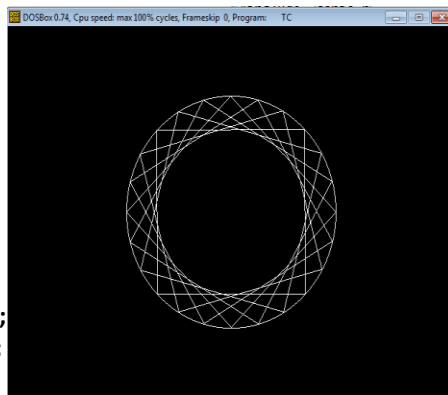 DOSBox 0.74, Cpu speed: max 100% cycles, Frameskip 0, Program: TC
;